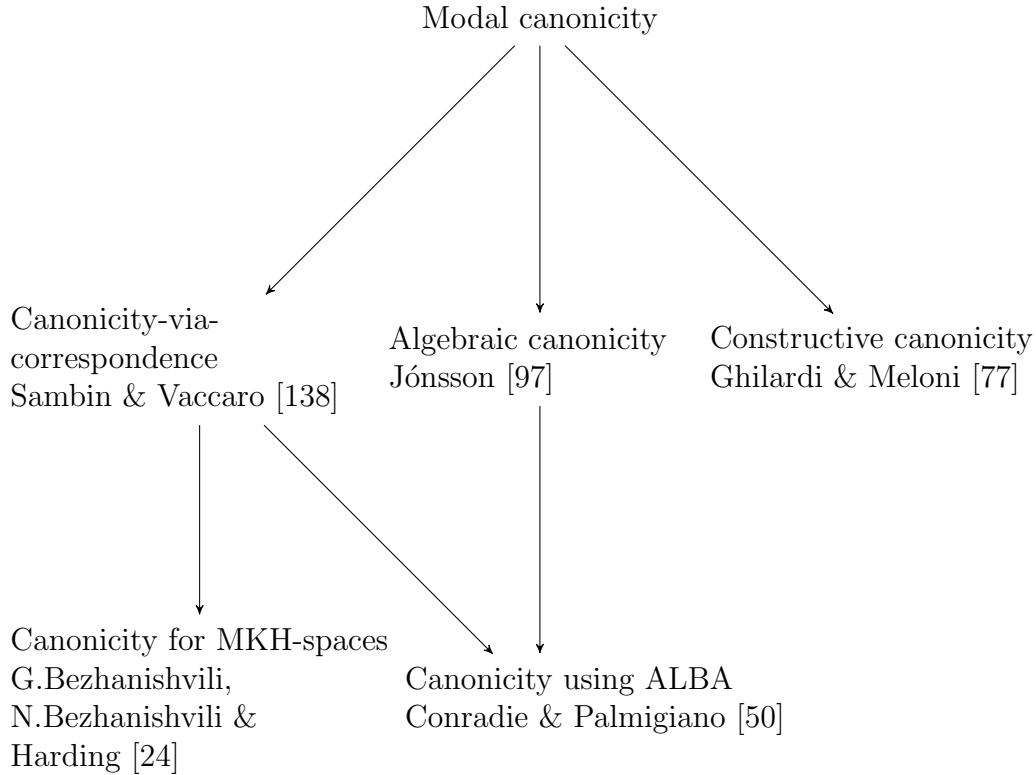 Modal canonicity
Canonicity-via-
correspondence
Sambin & Vaccaro [138]
Algebraic canonicity
Jónsson [97]
Constructive canonicity
Ghilardi & Meloni [77]
Canonicity for MKH-spaces
G.Bezhanishvili,
N.Bezhanishvili &
Harding [24]
Canonicity using ALBA
Conradie & Palmigiano [50]